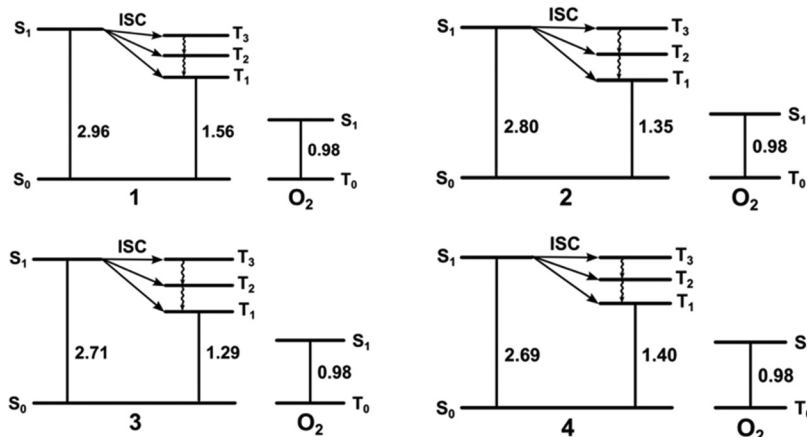 ISC
S₁ T₃
T₂
T₁
2.96 1.56
S₁
0.98
S₀ T₀
1 O₂
ISC
S₁ T₃
T₂
T₁
2.80 1.35
S₁
0.98
S₀ T₀
2 O₂
ISC
S₁ T₃
T₂
T₁
2.71 1.29
S₁
0.98
S₀ T₀
3 O₂
ISC
S₁ T₃
T₂
T₁
2.69 1.40
S
0.98
S₀ T₀
4 O₂